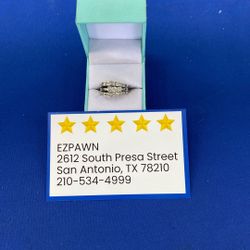 EZPAWN
2612 South Presa Street
San Antonio, TX 78210
210-534-4999